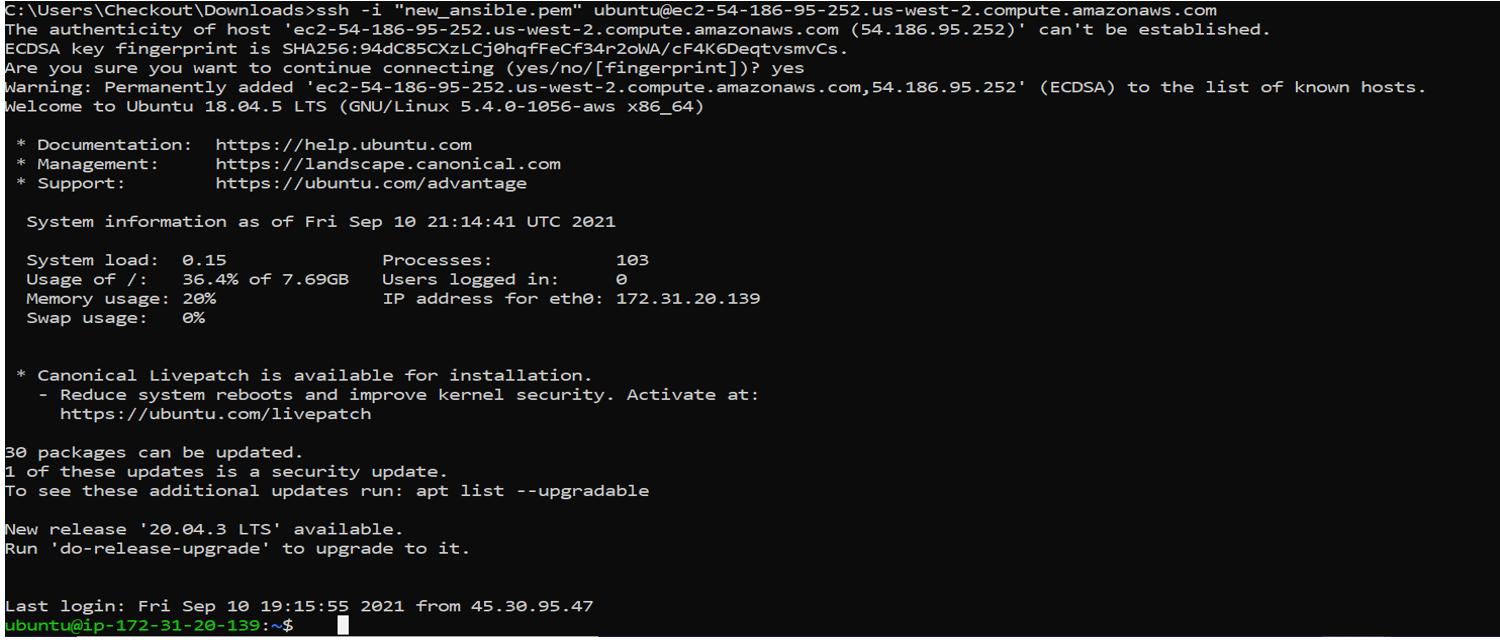 C:\Users\Checkout\Downloads>ssh -i "new_ansible.pem" ubuntu@ec2-54-186-95-252.us-west-2.compute.amazonaws.com
The authenticity of host 'ec2-54-186-95-252.us-west-2.compute.amazonaws.com (54.186.95.252)' can't be established.
ECDSA key fingerprint is SHA256:94dC85CXzLCj0hqfFeCf34r2oWA/cF4K6DeqtvsmvCs.
Are you sure you want to continue connecting (yes/no/[fingerprint])? yes
Warning: Permanently added 'ec2-54-186-95-252.us-west-2.compute.amazonaws.com,54.186.95.252' (ECDSA) to the list of known hosts.
Welcome to Ubuntu 18.04.5 LTS (GNU/Linux 5.4.0-1056-aws x86_64)
* Documentation:  https://help.ubuntu.com
* Management:     https://landscape.canonical.com
* Support:        https://ubuntu.com/advantage
System information as of Fri Sep 10 21:14:41 UTC 2021
System load:  0.15              Processes:           103
Usage of /:   36.4% of 7.69GB   Users logged in:     0
Memory usage: 20%               IP address for eth0: 172.31.20.139
Swap usage:   0%
* Canonical Livepatch is available for installation.
- Reduce system reboots and improve kernel security. Activate at:
https://ubuntu.com/livepatch
30 packages can be updated.
1 of these updates is a security update.
To see these additional updates run: apt list --upgradable
New release '20.04.3 LTS' available.
Run 'do-release-upgrade' to upgrade to it.
Last login: Fri Sep 10 19:15:55 2021 from 45.30.95.47
ubuntu@ip-172-31-20-139:~$